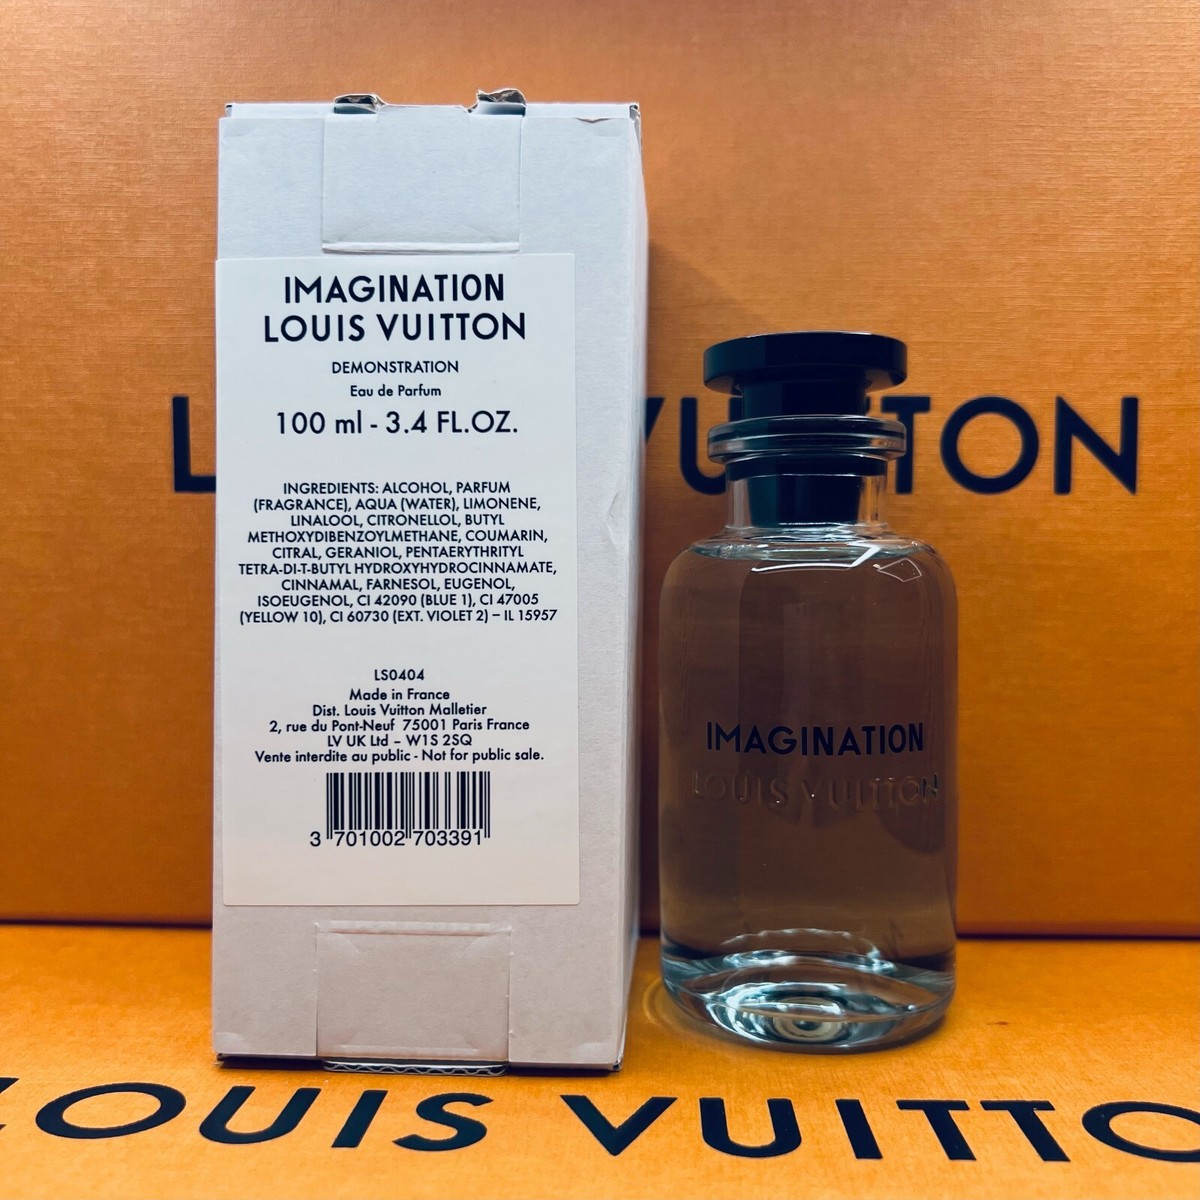 IMAGINATION
LOUIS VUITTON
DEMONSTRATION
Eau de Parfum
100 ml - 3.4 FL.OZ.
INGREDIENTS: ALCOHOL, PARFUM
(FRAGRANCE), AQUA (WATER), LIMONENE,
LINALOOL, CITRONELLOL, BUTYL
METHOXYDIBENZOYLMETHANE, COUMARIN,
CITRAL, GERANIOL, PENTAERYTHRITYL
TETRA-DI-T-BUTYL HYDROXYHYDROCINNAMATE,
CINNAMAL, FARNESOL, EUGENOL,
ISOEUGENOL, CI 42090 (BLUE 1), CI 47005
(YELLOW 10), CI 60730 (EXT. VIOLET 2) – IL 15957
LS0404
Made in France
Dist. Louis Vuitton Malletier
2, rue du Pont-Neuf 75001 Paris France
LV UK Ltd – W1S 2SQ
Vente interdite au public - Not for public sale.
3 701002 703391
L VUITTON
IMAGINATION
LOUIS VUITTON
LOUIS VUITTO